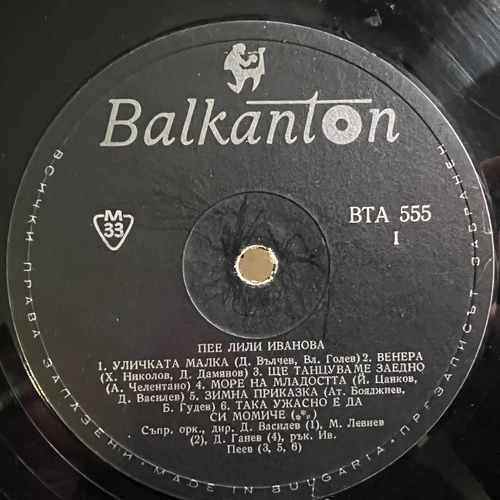 Balkanton
M
33
BTA 555
I
ПЕЕ ЛИЛИ ИВАНОВА
1. УЛИЧКАТА МАЛКА (Д. Вълчев, Вл. Голев) 2. ВЕНЕРА
(Х. Николов, Д. Дамянов) 3. ЩЕ ТАНЦУВАМЕ ЗАЕДНО
(А. Челентано) 4. МОРЕ НА МЛАДОСТТА (Й. Цанков,
Д. Василев) 5. ЗИМНА ПРИКАЗКА (Ат. Бояджиев,
Б. Гудев) 6. ТАКА УЖАСНО Е ДА
СИ МОМИЧЕ (***)
Съпр. орк., дир. Д. Василев (1), М. Левиев
(2), Д. Ганев (4), рък. Ив.
Пеев (3, 5, 6)
ВСИЧКИ ПРАВА ЗАПАЗЕНИ • MADE IN BULGARIA • ПРЕЗАПИСЪТ ЗАБРАНЕН